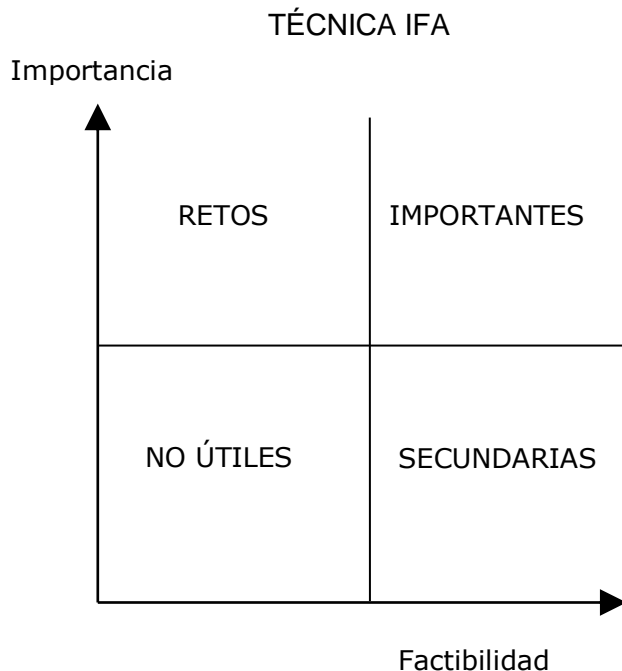 TÉCNICA IFA
Importancia
RETOS
IMPORTANTES
NO ÚTILES
SECUNDARIAS
Factibilidad